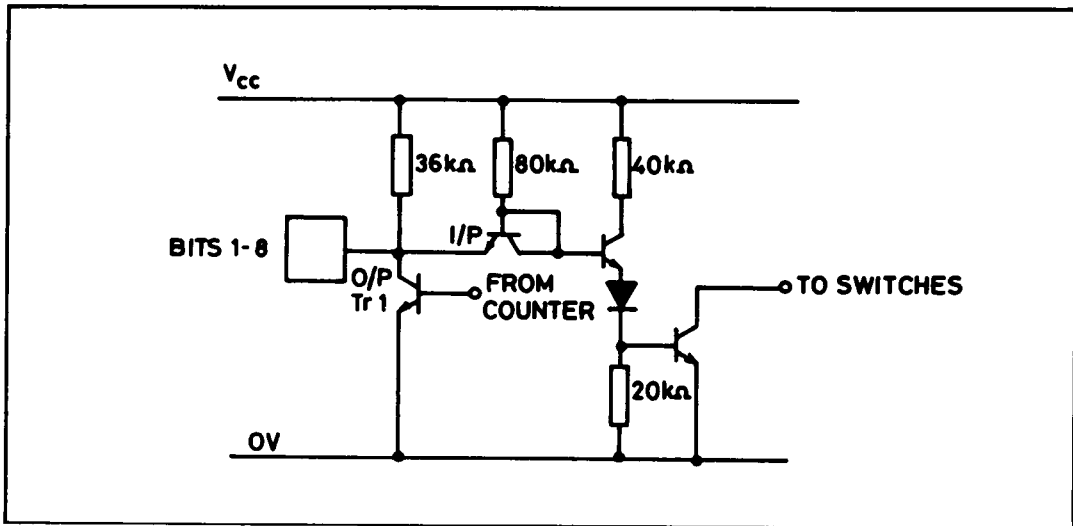 Vcc
36kΩ
80kΩ
40kΩ
I/P
BITS 1-8
O/P
Tr 1
FROM
COUNTER
TO SWITCHES
20kΩ
0V